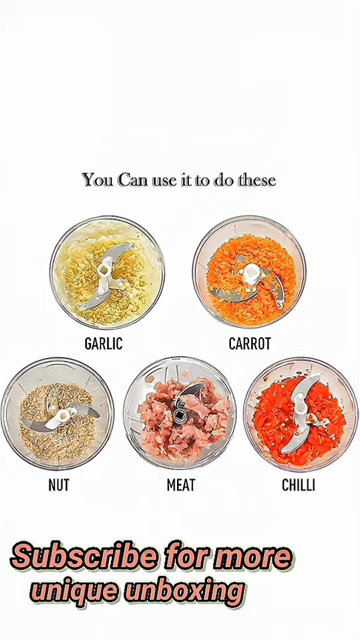 You Can use it to do these
GARLIC
CARROT
NUT
MEAT
CHILLI
Subscribe for more
unique unboxing